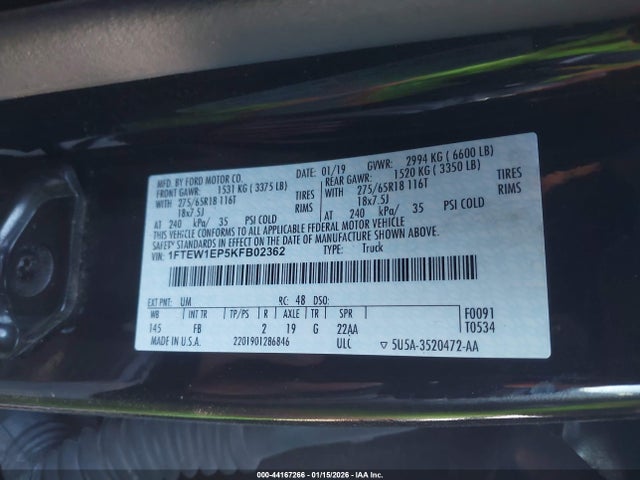 MFD. BY FORD MOTOR CO. DATE: 01/19 GVWR: 2994 KG ( 6600 LB)
FRONT GAWR: 1531 KG ( 3375 LB) REAR GAWR: 1520 KG ( 3350 LB)
WITH 275/65R18 116T TIRES WITH 275/65R18 116T TIRES
18x7.5J RIMS 18x7.5J RIMS
AT 240 kPa/ 35 PSI COLD AT 240 kPa/ 35 PSI COLD
THIS VEHICLE CONFORMS TO ALL APPLICABLE FEDERAL MOTOR VEHICLE
SAFETY STANDARDS IN EFFECT ON THE DATE OF MANUFACTURE SHOWN ABOVE.
VIN: 1FTEW1EP5KFB02362 TYPE: Truck
EXT PNT: UM RC: 48 DSO: F0091
WB INT TR TP/PS R AXLE TR SPR T0534
145 FB 2 19 G 22AA
MADE IN U.S.A. 2201901286846 ULC ▽ 5U5A-3520472-AA
000-44167266 - 01/15/2026 - IAA Inc.